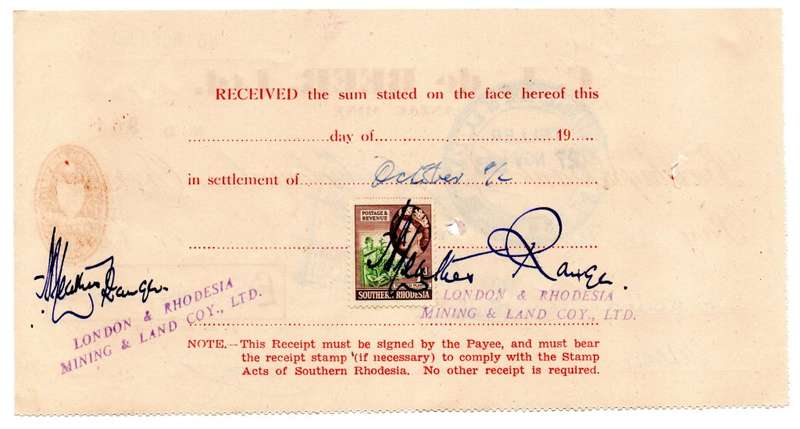 RECEIVED the sum stated on the face hereof this
day of 19
in settlement of October a/c
POSTAGE & REVENUE
SOUTHERN RHODESIA
LONDON & RHODESIA
MINING & LAND COY., LTD.
LONDON & RHODESIA
MINING & LAND COY., LTD.
NOTE.—This Receipt must be signed by the Payee, and must bear
the receipt stamp (if necessary) to comply with the Stamp
Acts of Southern Rhodesia. No other receipt is required.